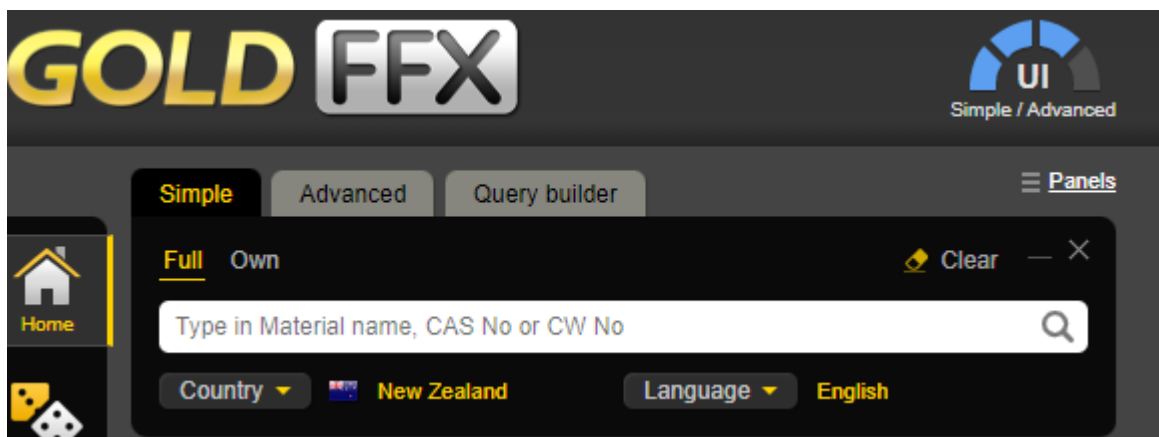 GOLD FFX
UI
Simple / Advanced
Simple Advanced Query builder
Panels
Full Own
Clear
Home
Type in Material name, CAS No or CW No
Country New Zealand Language English